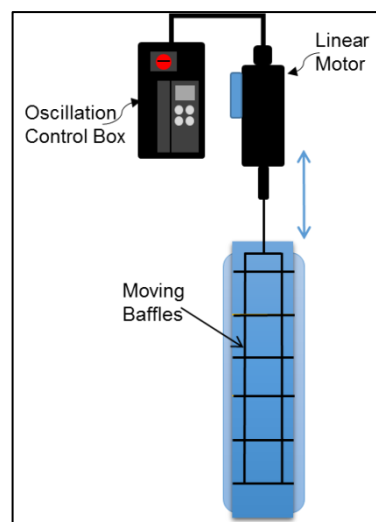 Linear
Motor
Oscillation
Control Box
Moving
Baffles